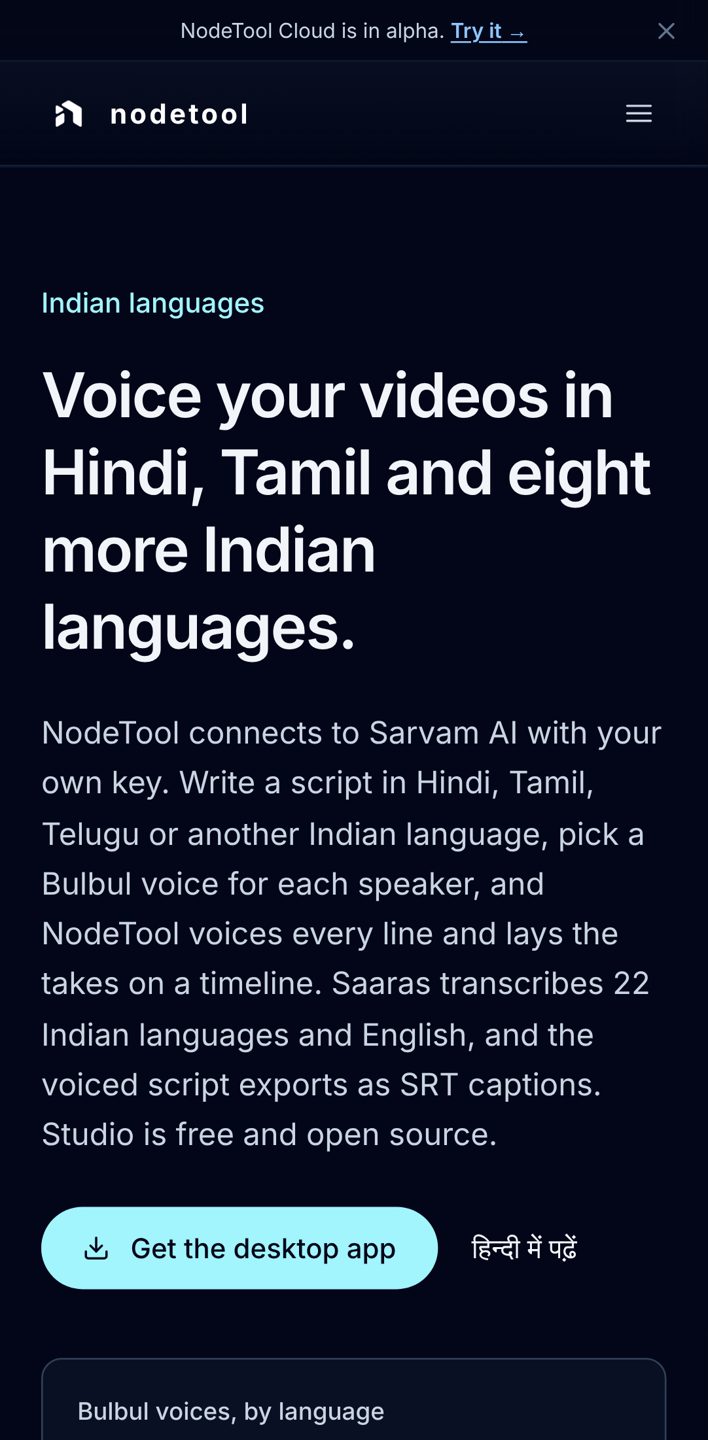 NodeTool Cloud is in alpha. Try it →
nodetool
Indian languages
Voice your videos in
Hindi, Tamil and eight
more Indian
languages.
NodeTool connects to Sarvam AI with your
own key. Write a script in Hindi, Tamil,
Telugu or another Indian language, pick a
Bulbul voice for each speaker, and
NodeTool voices every line and lays the
takes on a timeline. Saaras transcribes 22
Indian languages and English, and the
voiced script exports as SRT captions.
Studio is free and open source.
Get the desktop app
हिन्दी में पढ़ें
Bulbul voices, by language